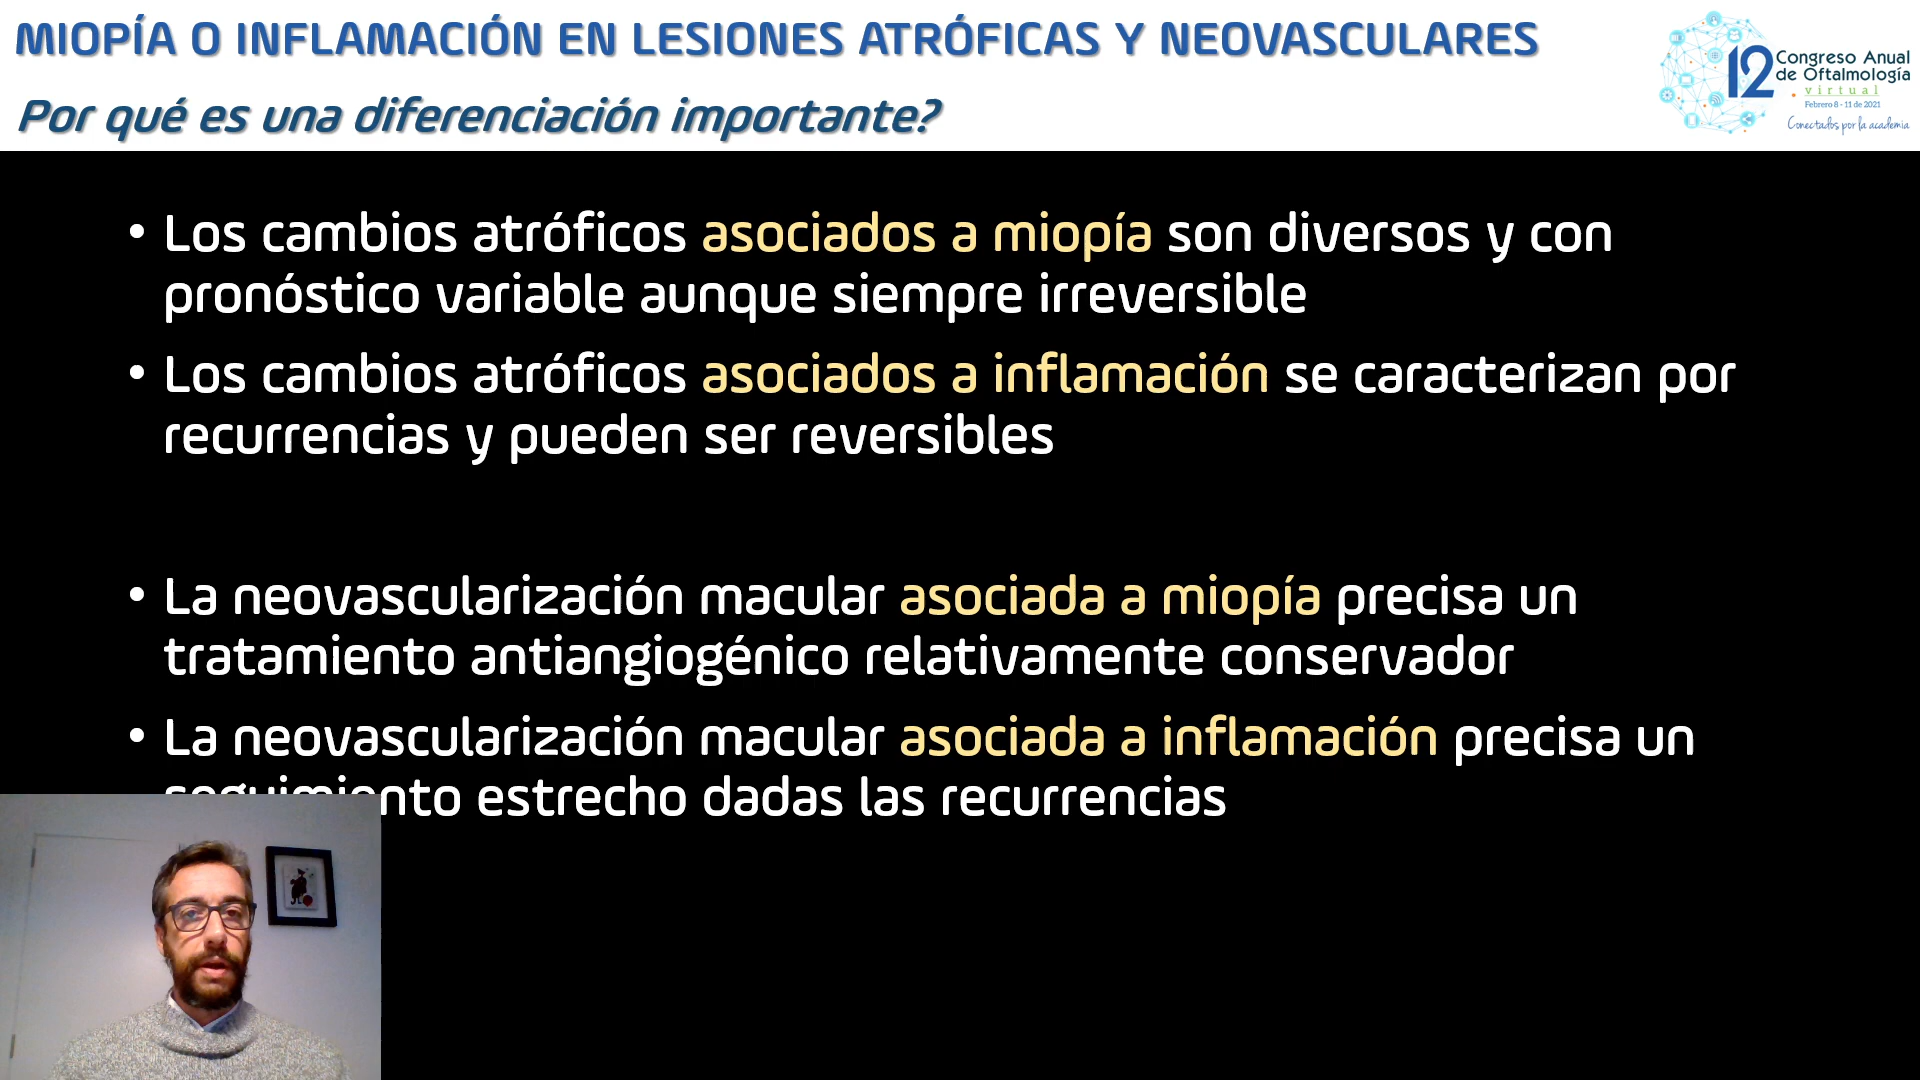 MIOPÍA O INFLAMACIÓN EN LESIONES ATRÓFICAS Y NEOVASCULARES
Por qué es una diferenciación importante?
12 Congreso Anual
de Oftalmología
virtual
Febrero 8 - 11 de 2021
Conectados por la academia
• Los cambios atróficos asociados a miopía son diversos y con
pronóstico variable aunque siempre irreversible
• Los cambios atróficos asociados a inflamación se caracterizan por
recurrencias y pueden ser reversibles
• La neovascularización macular asociada a miopía precisa un
tratamiento antiangiogénico relativamente conservador
• La neovascularización macular asociada a inflamación precisa un
seguimiento estrecho dadas las recurrencias